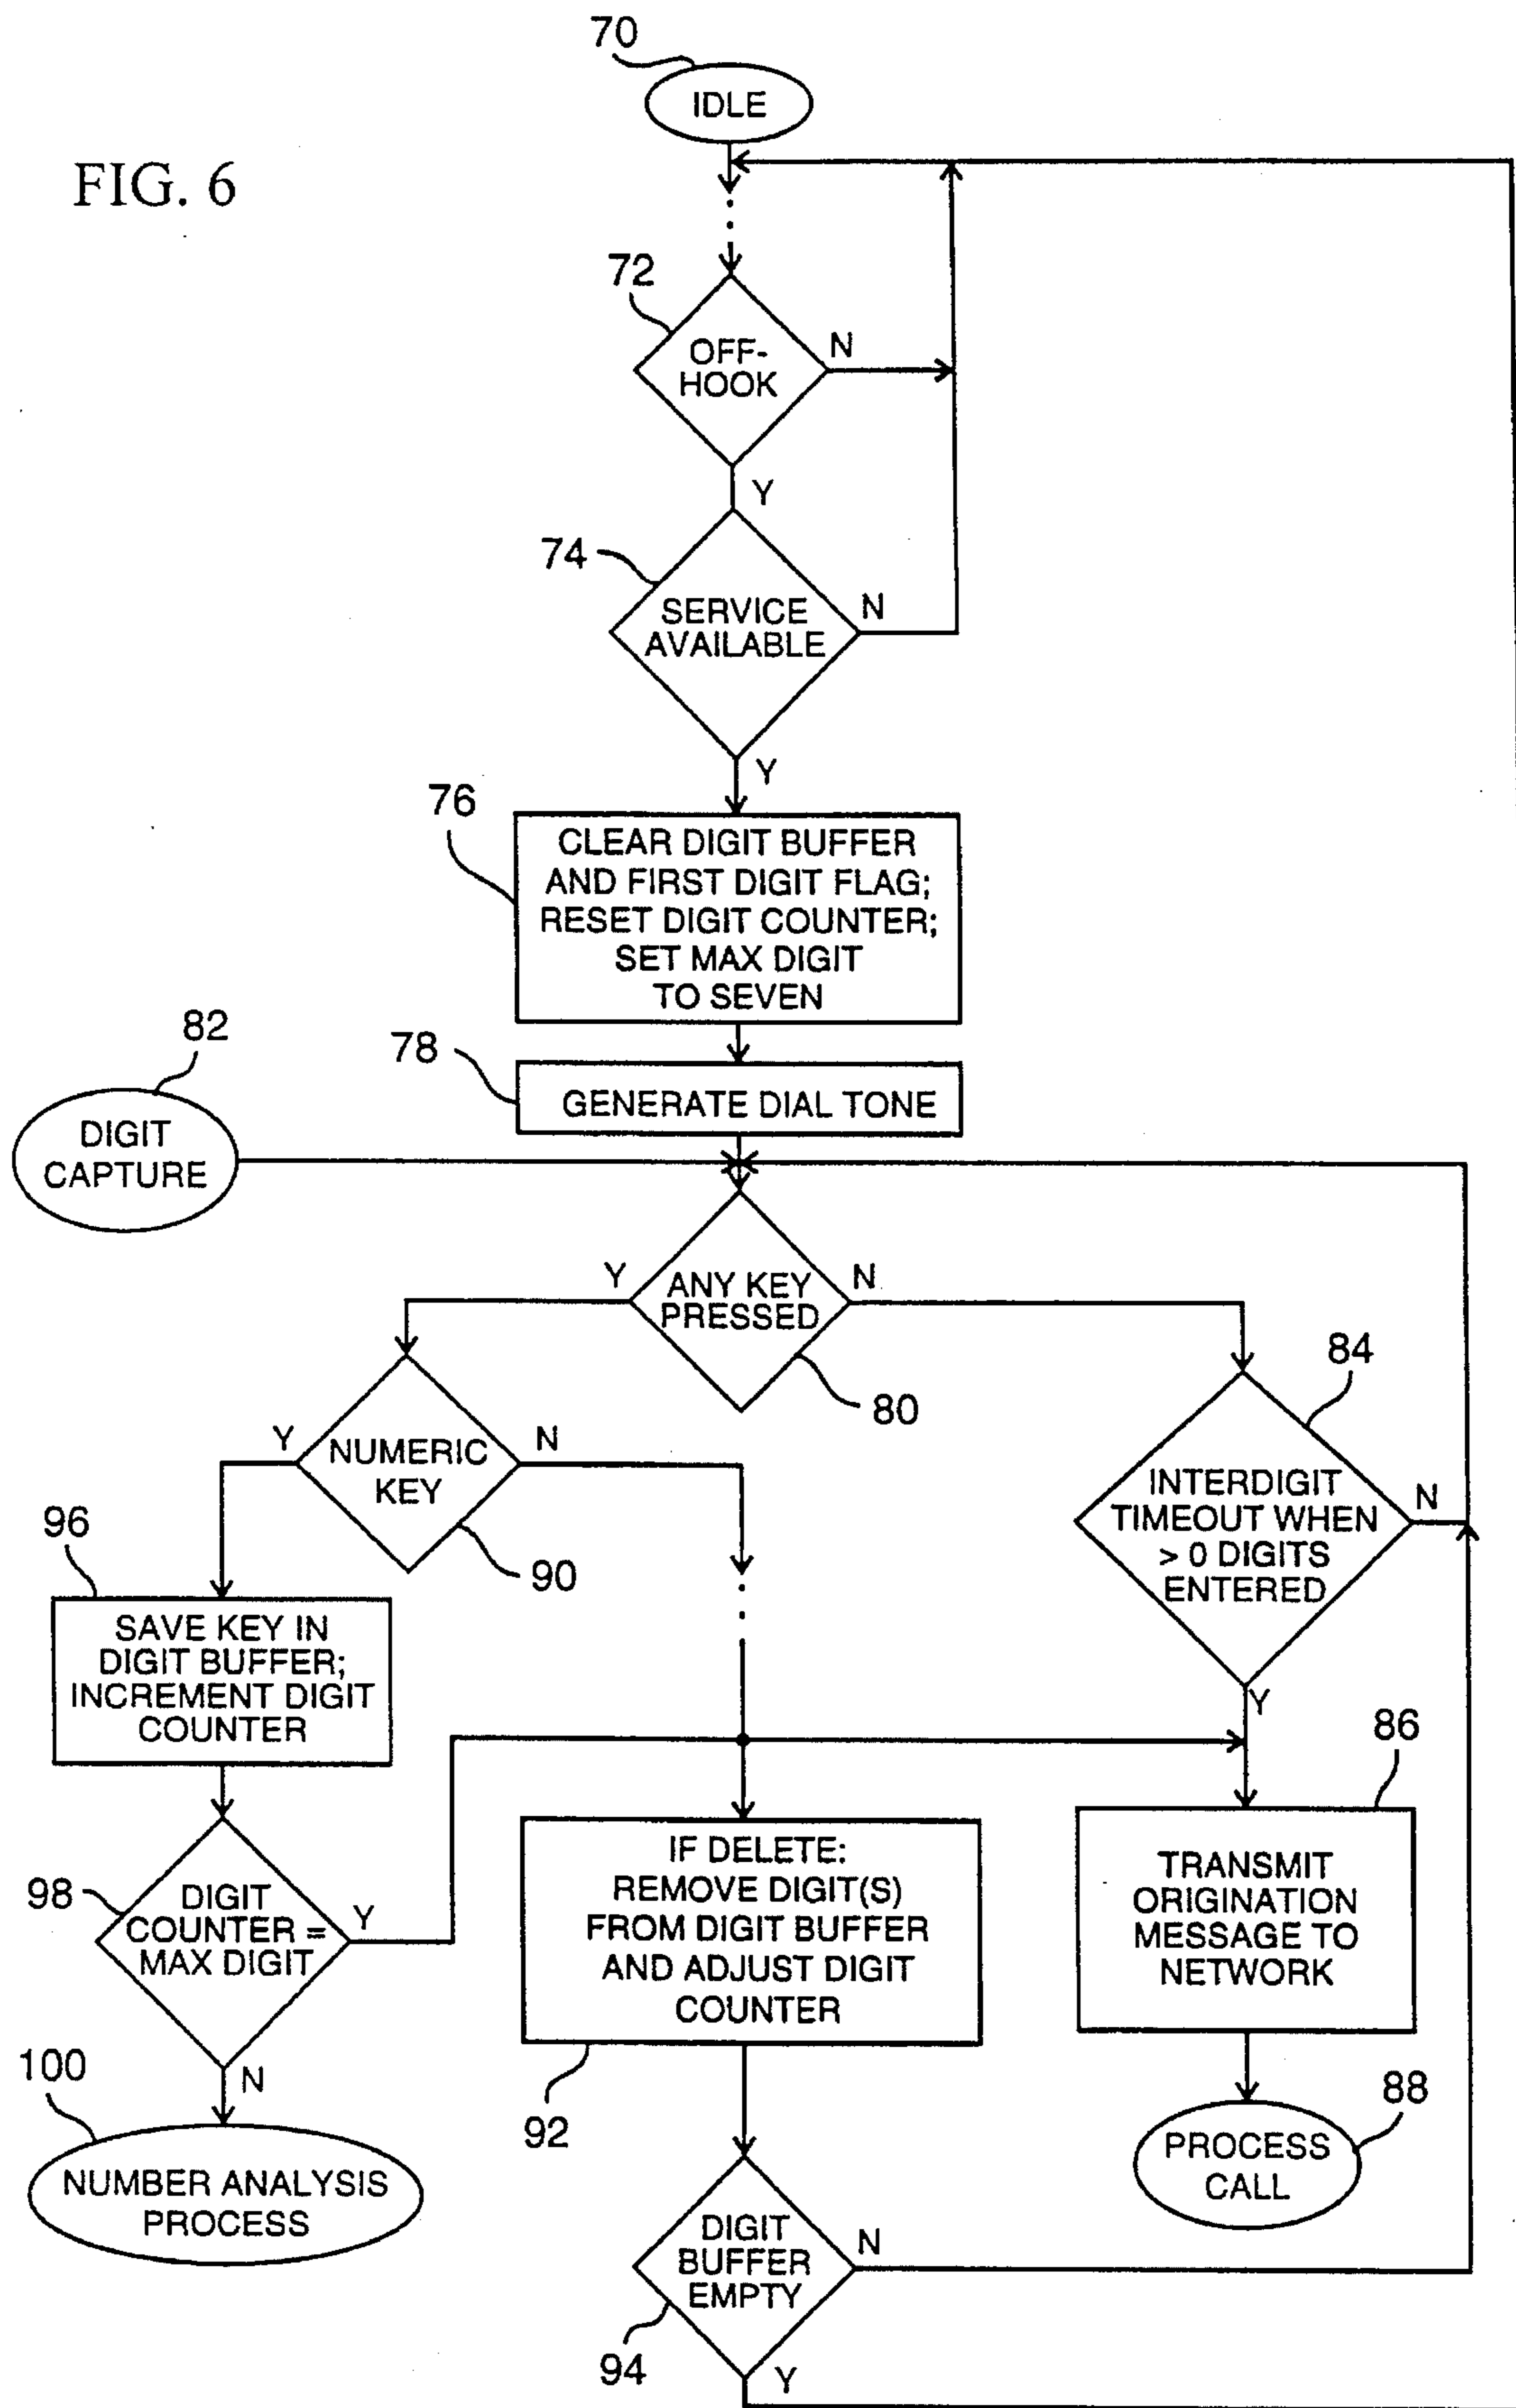 70
IDLE
FIG. 6
72
OFF-
HOOK
N
Y
74
SERVICE
AVAILABLE
N
Y
76
CLEAR DIGIT BUFFER
AND FIRST DIGIT FLAG;
RESET DIGIT COUNTER;
SET MAX DIGIT
TO SEVEN
82
78
GENERATE DIAL TONE
DIGIT
CAPTURE
Y
ANY KEY
PRESSED
N
80
84
Y
NUMERIC
KEY
N
90
INTERDIGIT
TIMEOUT WHEN
> 0 DIGITS
ENTERED
N
Y
96
SAVE KEY IN
DIGIT BUFFER;
INCREMENT DIGIT
COUNTER
86
98
DIGIT
COUNTER =
MAX DIGIT
Y
N
IF DELETE:
REMOVE DIGIT(S)
FROM DIGIT BUFFER
AND ADJUST DIGIT
COUNTER
92
TRANSMIT
ORIGINATION
MESSAGE TO
NETWORK
100
NUMBER ANALYSIS
PROCESS
88
PROCESS
CALL
DIGIT
BUFFER
EMPTY
N
94
Y